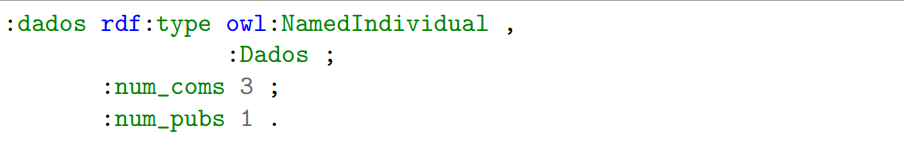 :dados rdf:type owl:NamedIndividual ,
:Dados ;
:num_coms 3 ;
:num_pubs 1 .